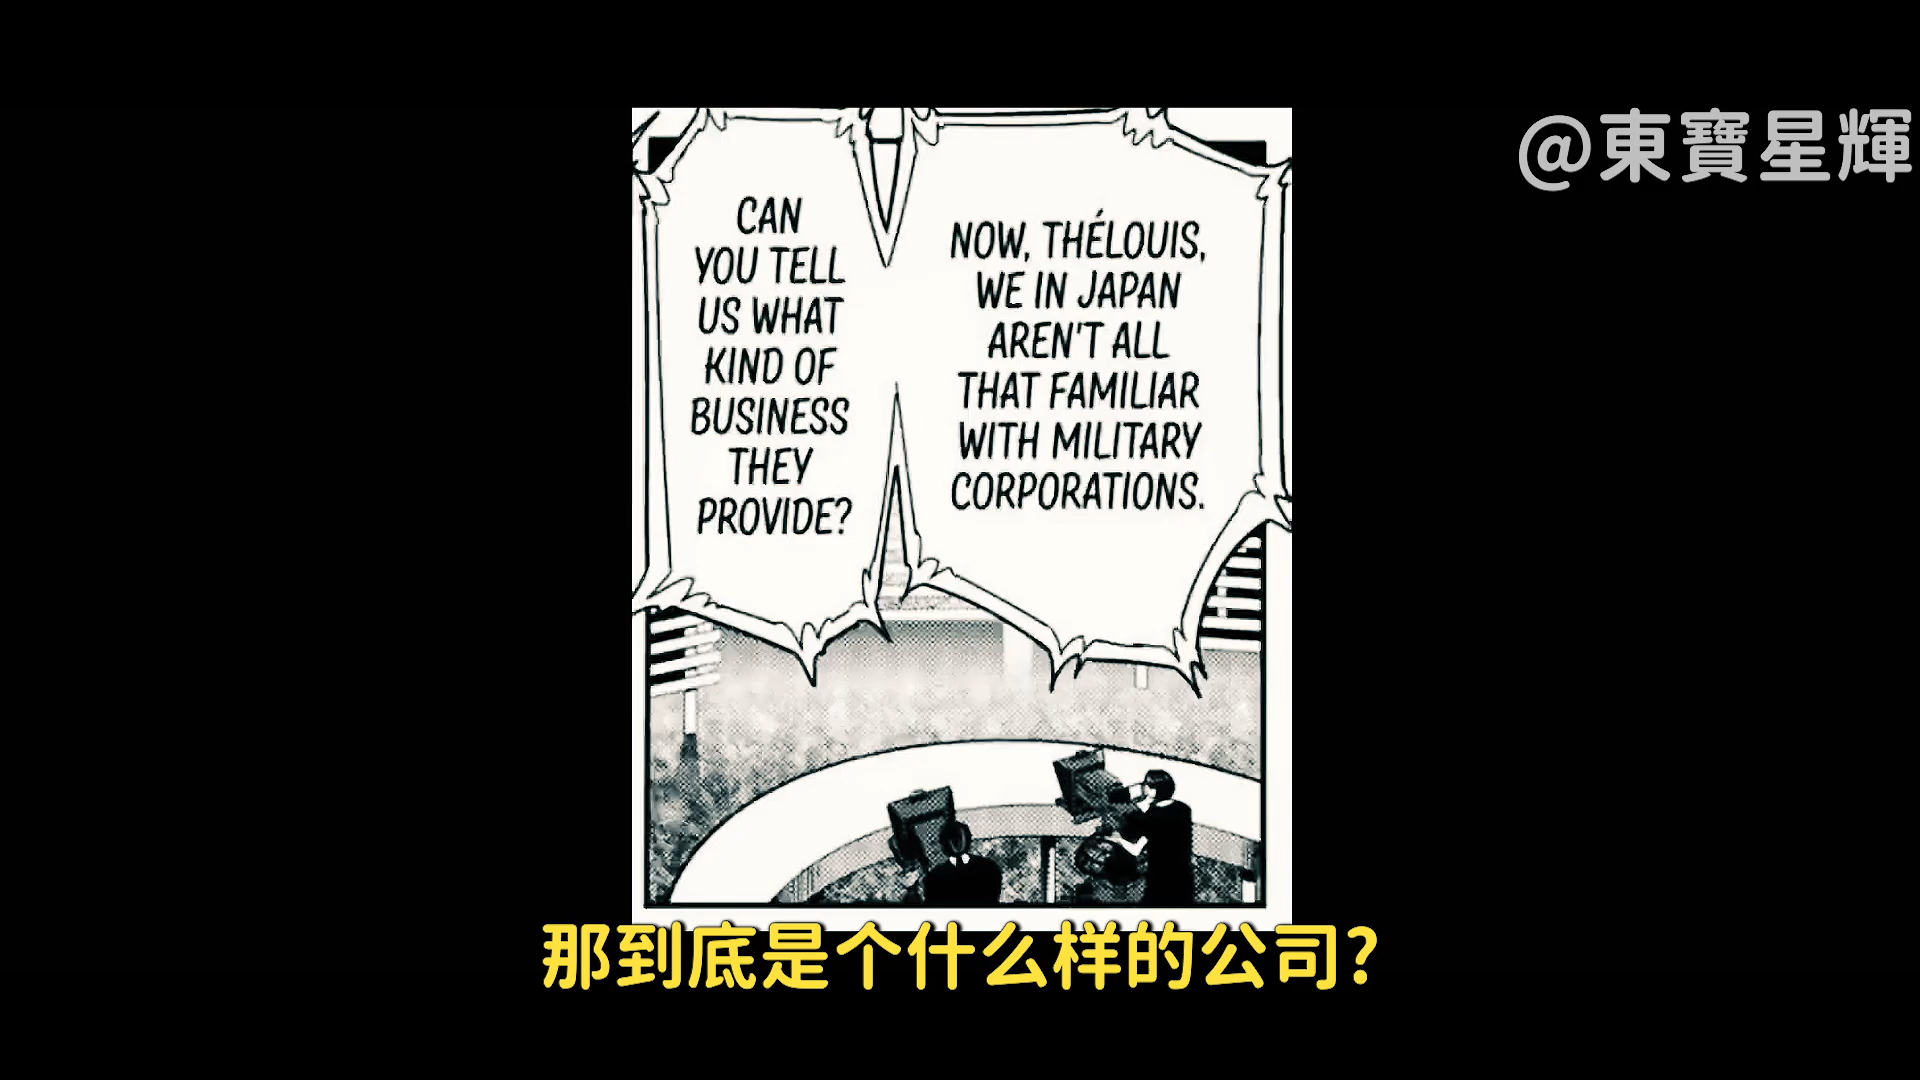 @東寶星輝
NOW, THÉLOUIS,
WE IN JAPAN
AREN'T ALL
THAT FAMILIAR
WITH MILITARY
CORPORATIONS.
CAN
YOU TELL
US WHAT
KIND OF
BUSINESS
THEY
PROVIDE?
那到底是个什么样的公司?